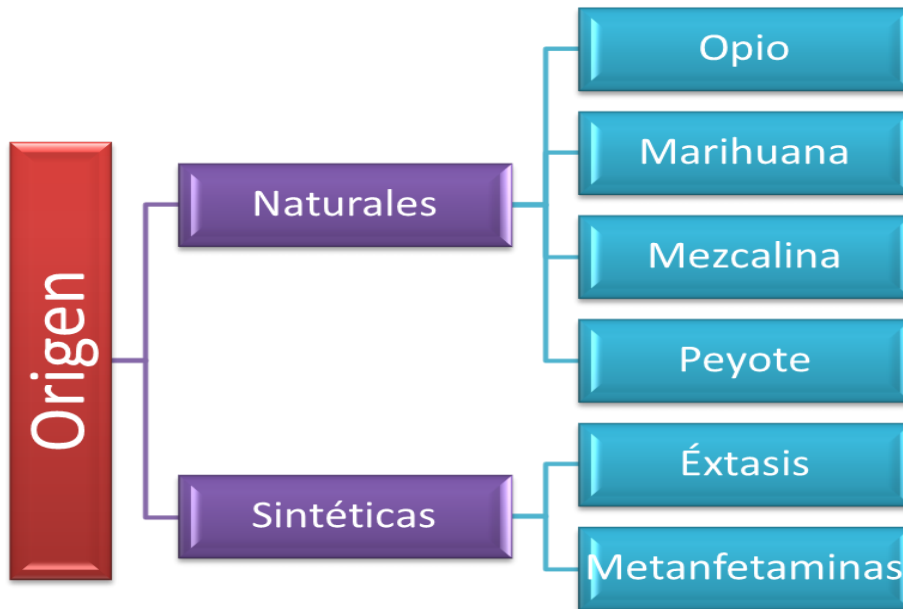 Origen
Naturales
Opio
Marihuana
Mezcalina
Peyote
Sintéticas
Éxtasis
Metanfetaminas